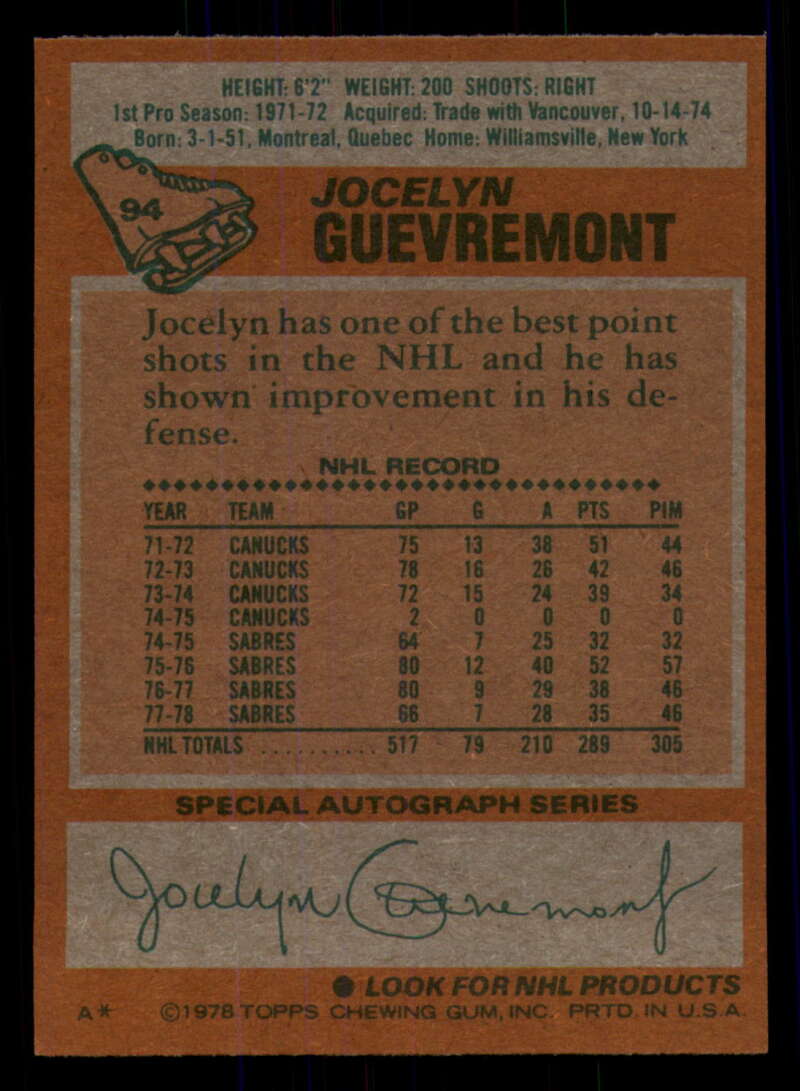 HEIGHT: 6'2" WEIGHT: 200 SHOOTS: RIGHT
1st Pro Season: 1971-72 Acquired: Trade with Vancouver, 10-14-74
Born: 3-1-51, Montreal, Quebec Home: Williamsville, New York
94
JOCELYN
GUEVREMONT
Jocelyn has one of the best point
shots in the NHL and he has
shown improvement in his de-
fense.
NHL RECORD
YEAR TEAM GP G A PTS PIM
71-72 CANUCKS 75 13 38 51 44
72-73 CANUCKS 78 16 26 42 46
73-74 CANUCKS 72 15 24 39 34
74-75 CANUCKS 2 0 0 0 0
74-75 SABRES 64 7 25 32 32
75-76 SABRES 80 12 40 52 57
76-77 SABRES 80 9 29 38 46
77-78 SABRES 66 7 28 35 46
NHL TOTALS ........... 517 79 210 289 305
SPECIAL AUTOGRAPH SERIES
Jocelyn Guevremont
● LOOK FOR NHL PRODUCTS
A* ©1978 TOPPS CHEWING GUM, INC. PRTD. IN U.S.A.